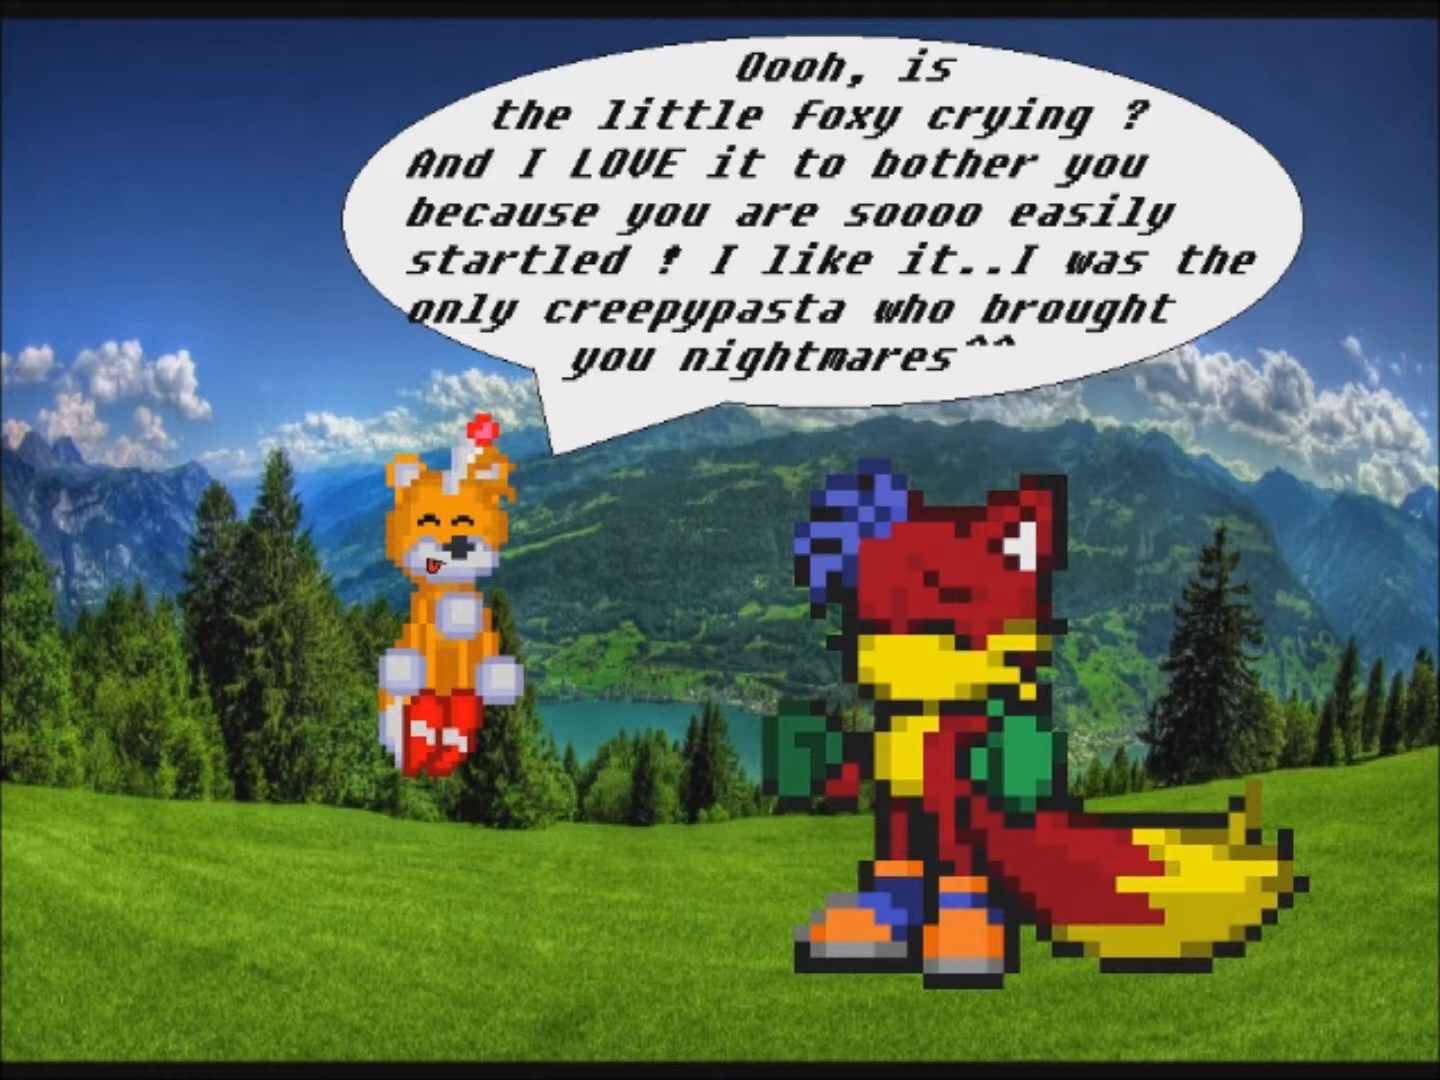 Oooh, is
the little Foxy crying ?
And I LOVE it to bother you
because you are soooo easily
startled ! I like it..I was the
only creepypasta who brought
you nightmares^^